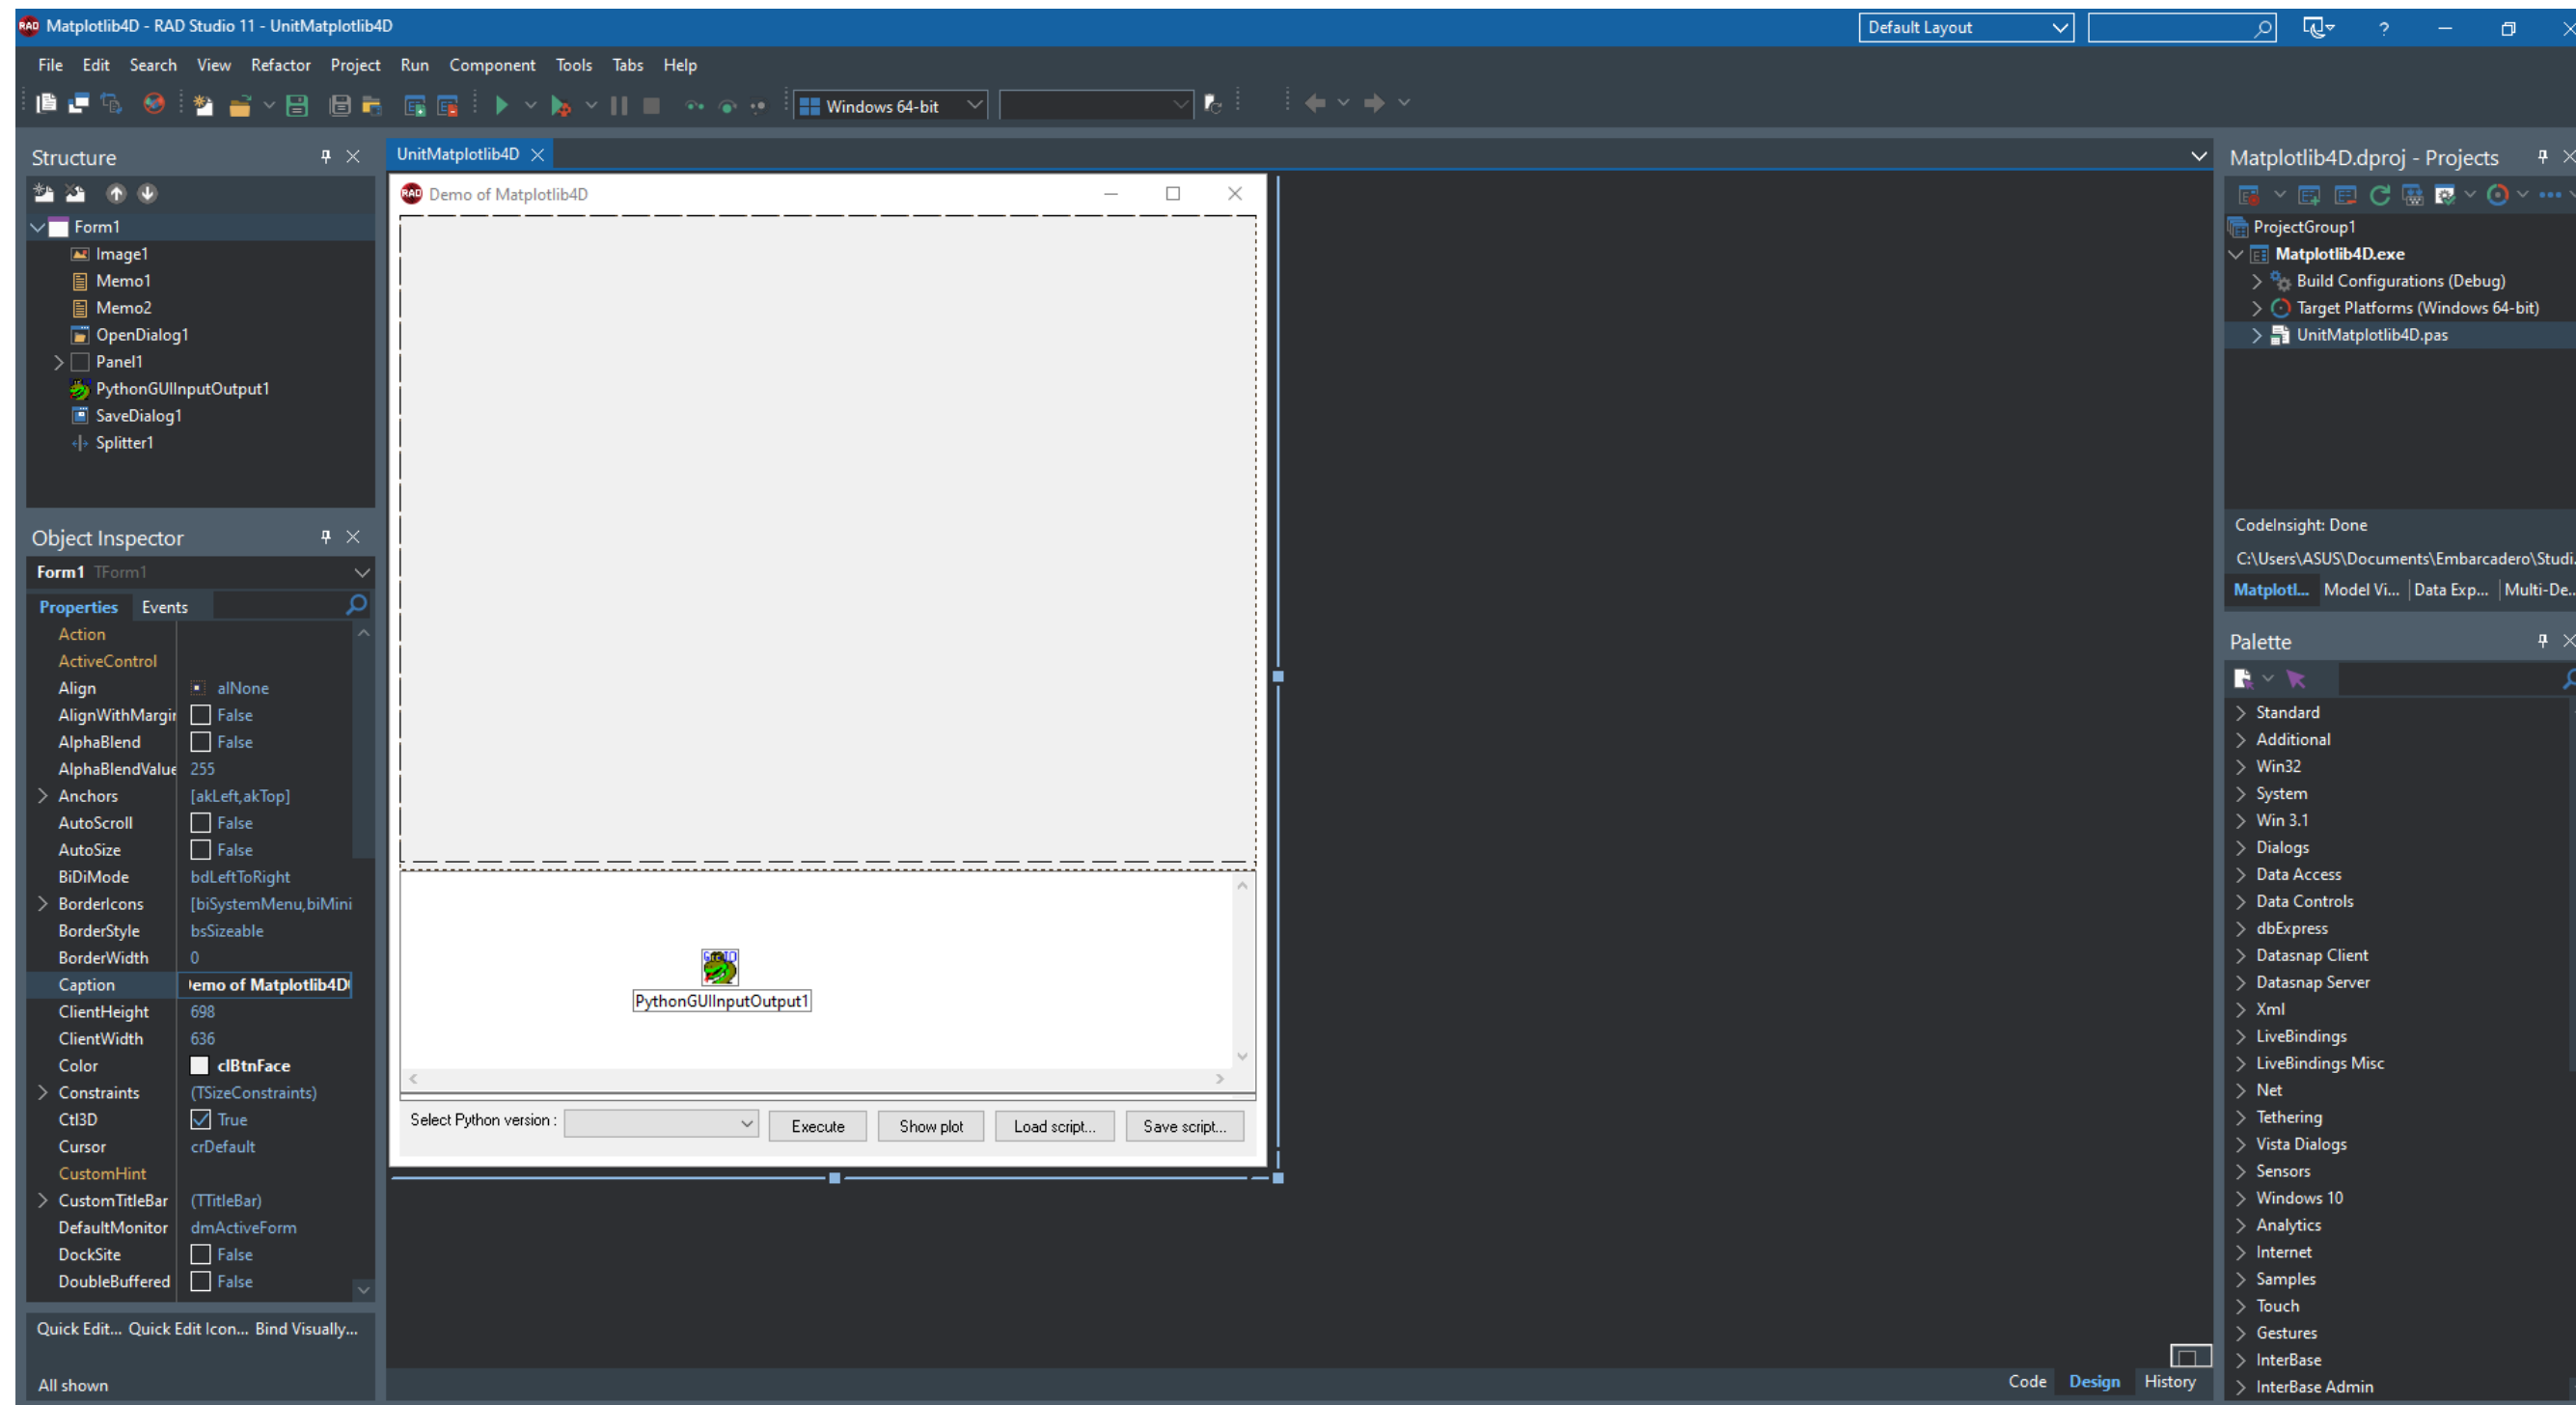 Matplotlib4D - RAD Studio 11 - UnitMatplotlib4D
Default Layout
?
File Edit Search View Refactor Project Run Component Tools Tabs Help
Windows 64-bit
Structure
Form1
Image1
Memo1
Memo2
OpenDialog1
Panel1
PythonGUIInputOutput1
SaveDialog1
Splitter1
Object Inspector
Form1 TForm1
Properties Events
Action
ActiveControl
Align alNone
AlignWithMargin False
AlphaBlend False
AlphaBlendValue 255
Anchors [akLeft,akTop]
AutoScroll False
AutoSize False
BiDiMode bdLeftToRight
BorderIcons [biSystemMenu,biMini
BorderStyle bsSizeable
BorderWidth 0
Caption Demo of Matplotlib4D
ClientHeight 698
ClientWidth 636
Color clBtnFace
Constraints (TSizeConstraints)
Ctl3D True
Cursor crDefault
CustomHint
CustomTitleBar (TTitleBar)
DefaultMonitor dmActiveForm
DockSite False
DoubleBuffered False
Quick Edit... Quick Edit Icon... Bind Visually...
All shown
UnitMatplotlib4D
Demo of Matplotlib4D
PythonGUIInputOutput1
Select Python version :
Execute
Show plot
Load script...
Save script...
Code Design History
Matplotlib4D.dproj - Projects
ProjectGroup1
Matplotlib4D.exe
Build Configurations (Debug)
Target Platforms (Windows 64-bit)
UnitMatplotlib4D.pas
CodeInsight: Done
C:\Users\ASUS\Documents\Embarcadero\Studi...
Matplotl... Model Vi... Data Exp... Multi-De...
Palette
Standard
Additional
Win32
System
Win 3.1
Dialogs
Data Access
Data Controls
dbExpress
Datasnap Client
Datasnap Server
Xml
LiveBindings
LiveBindings Misc
Net
Tethering
Vista Dialogs
Sensors
Windows 10
Analytics
Internet
Samples
Touch
Gestures
InterBase
InterBase Admin